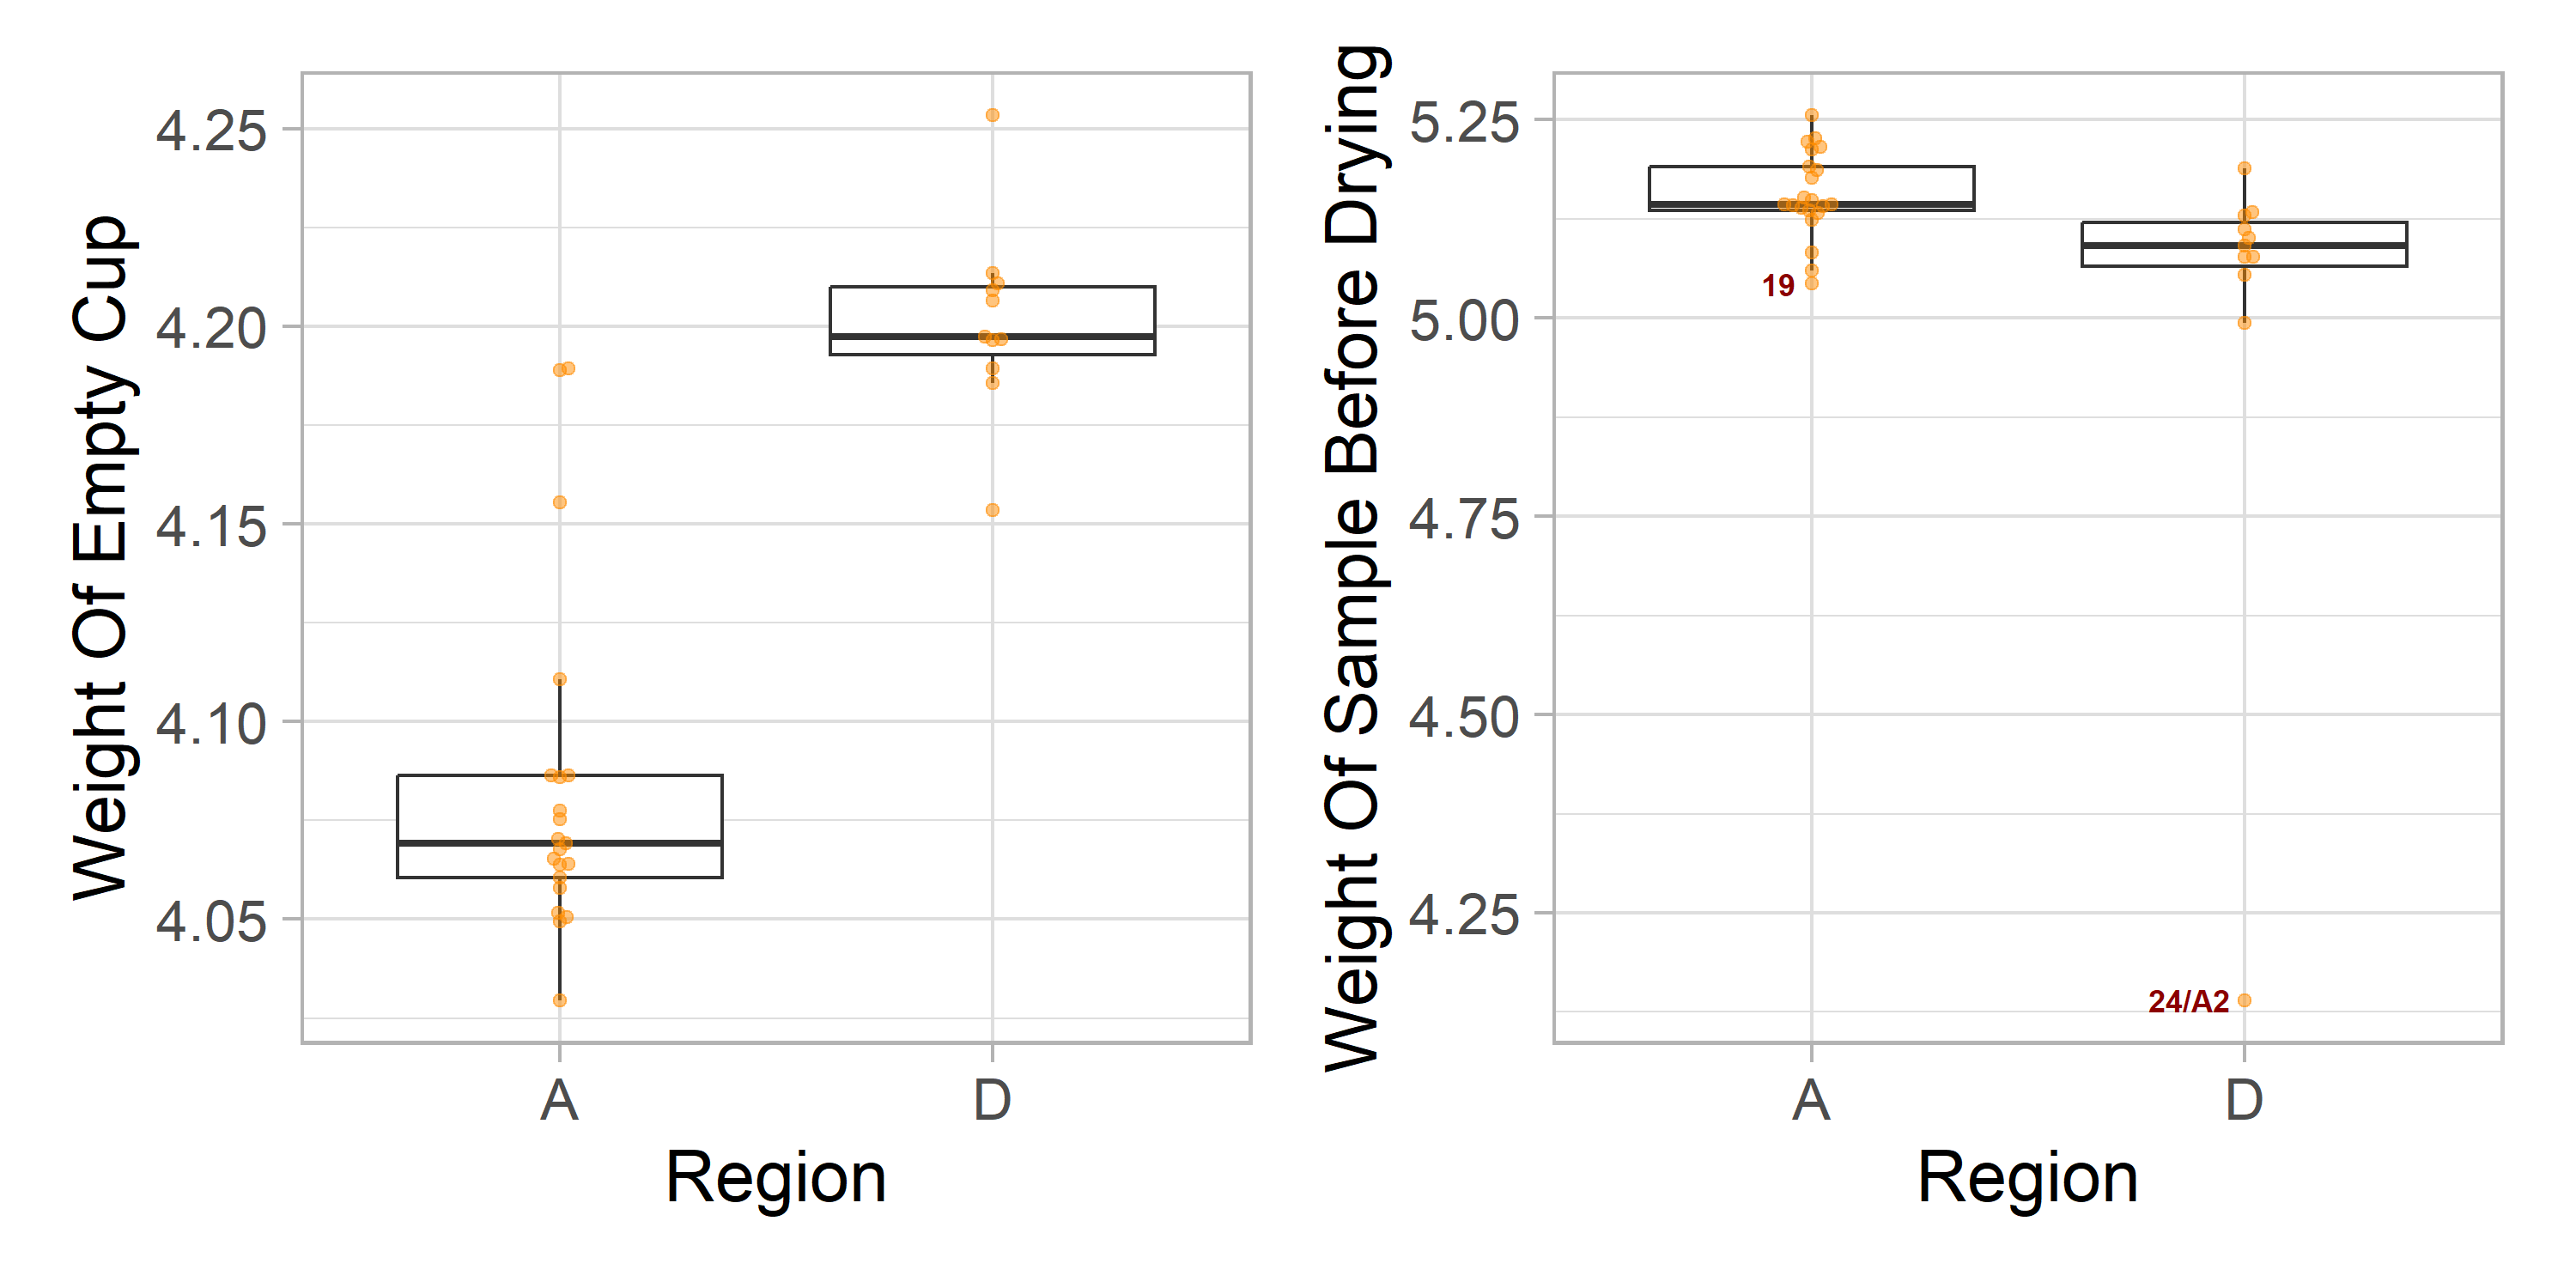 Weight Of Empty Cup
4.25
4.20
4.15
4.10
4.05
A
D
Region
Weight Of Sample Before Drying
5.25
5.00
4.75
4.50
4.25
19
24/A2
A
D
Region